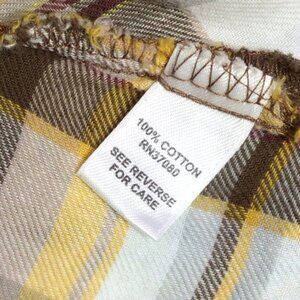 100% COTTON
RN37080
SEE REVERSE
FOR CARE